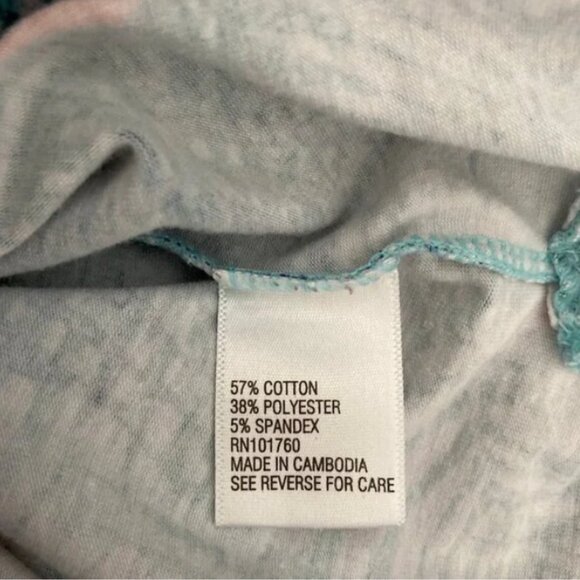 57% COTTON
38% POLYESTER
5% SPANDEX
RN101760
MADE IN CAMBODIA
SEE REVERSE FOR CARE